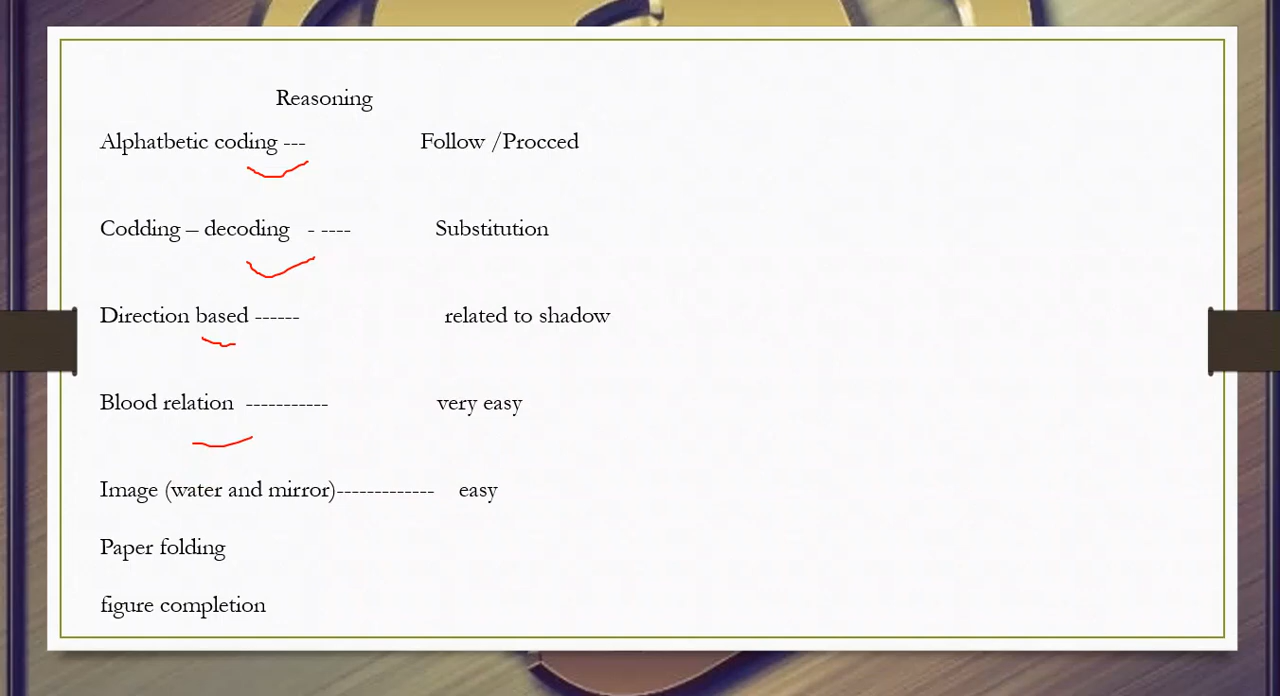 Reasoning
Alphatbetic coding --- Follow /Procced
Codding – decoding - ---- Substitution
Direction based ------ related to shadow
Blood relation ----------- very easy
Image (water and mirror)------------- easy
Paper folding
figure completion